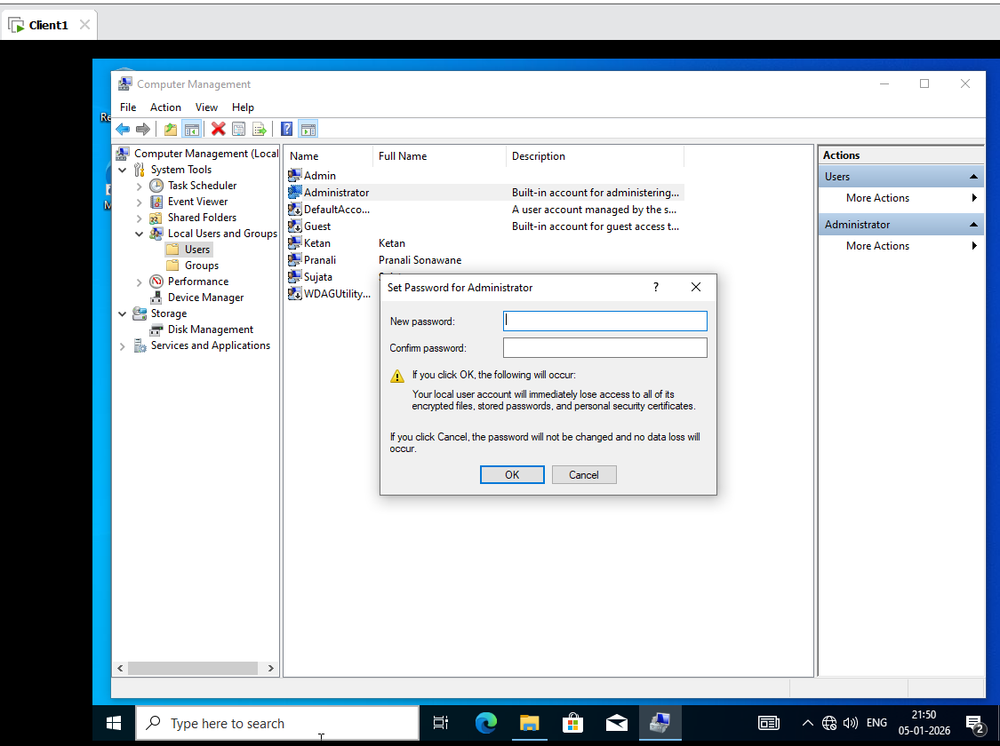 Client1
Computer Management
File Action View Help
Computer Management (Local
System Tools
Task Scheduler
Event Viewer
Shared Folders
Local Users and Groups
Users
Groups
Performance
Device Manager
Storage
Disk Management
Services and Applications
Name Full Name Description
Admin
Administrator Built-in account for administering...
DefaultAcco... A user account managed by the s...
Guest Built-in account for guest access t...
Ketan Ketan
Pranali Pranali Sonawane
Sujata
WDAGUtility...
Set Password for Administrator ?
New password:
Confirm password:
If you click OK, the following will occur:
Your local user account will immediately lose access to all of its
encrypted files, stored passwords, and personal security certificates.
If you click Cancel, the password will not be changed and no data loss will
occur.
OK Cancel
Actions
Users
More Actions
Administrator
More Actions
Type here to search
ENG
21:50
05-01-2026
2